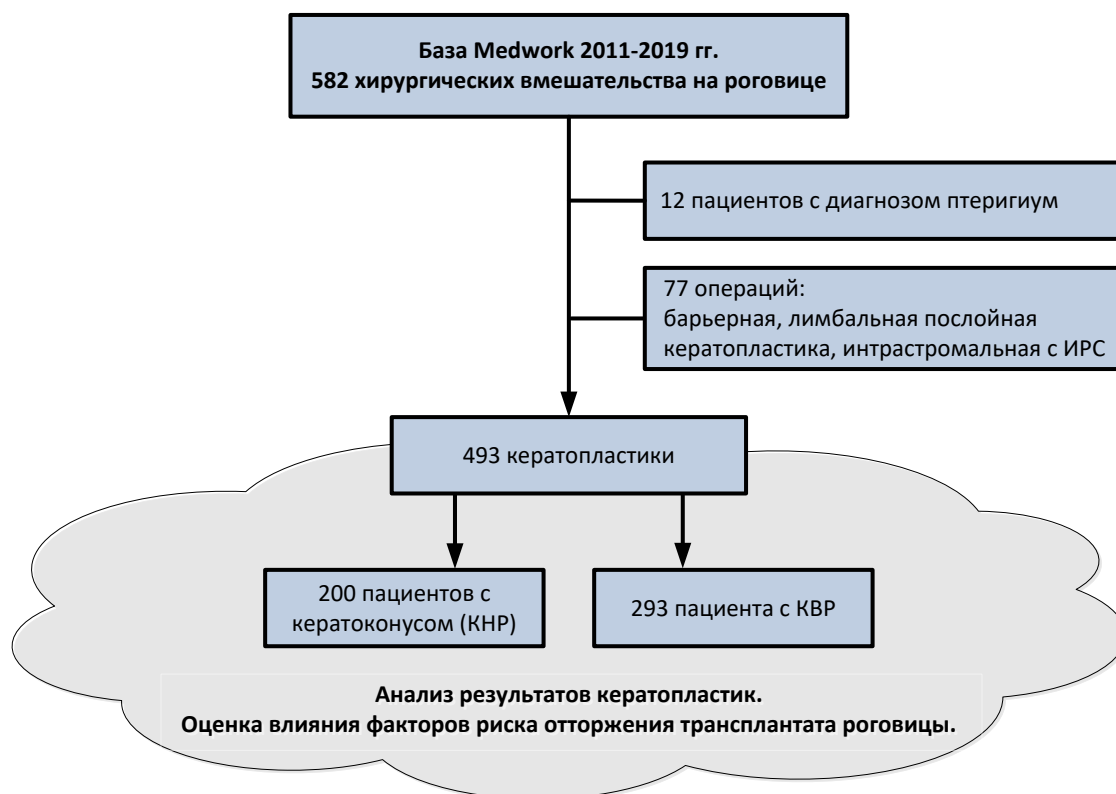 База Medwork 2011-2019 гг.
582 хирургических вмешательства на роговице
12 пациентов с диагнозом птеригиум
77 операций:
барьерная, лимбальная послойная
кератопластика, интрастромальная с ИРС
493 кератопластики
200 пациентов с
кератоконусом (КНР)
293 пациента с КВР
Анализ результатов кератопластик.
Оценка влияния факторов риска отторжения трансплантата роговицы.